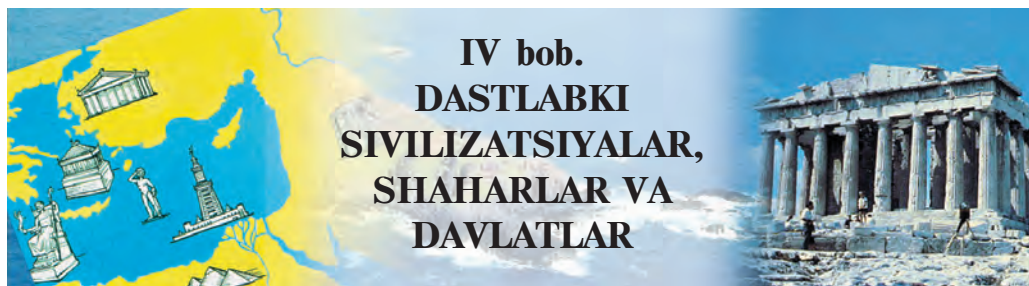 IV bob.
DASTLABKI
SIVILIZATSIYALAR,
SHAHARLAR VA
DAVLATLAR